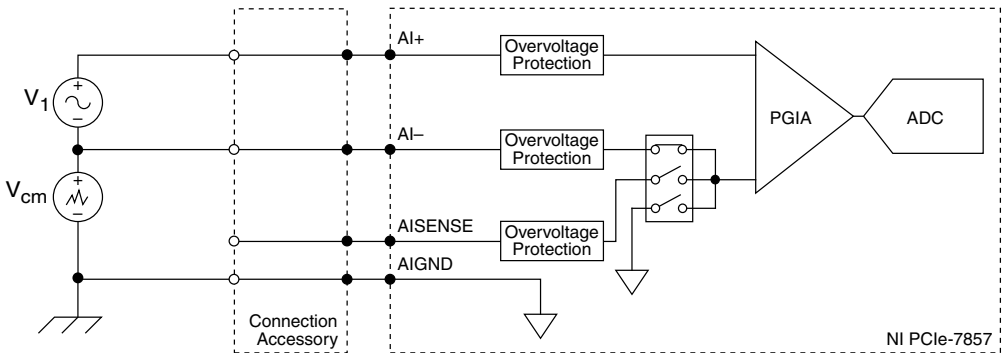 AI+
Overvoltage
Protection
+
V1
–
PGIA
ADC
AI–
Overvoltage
Protection
+
Vcm
–
AISENSE
Overvoltage
Protection
AIGND
Connection
Accessory
NI PCIe-7857